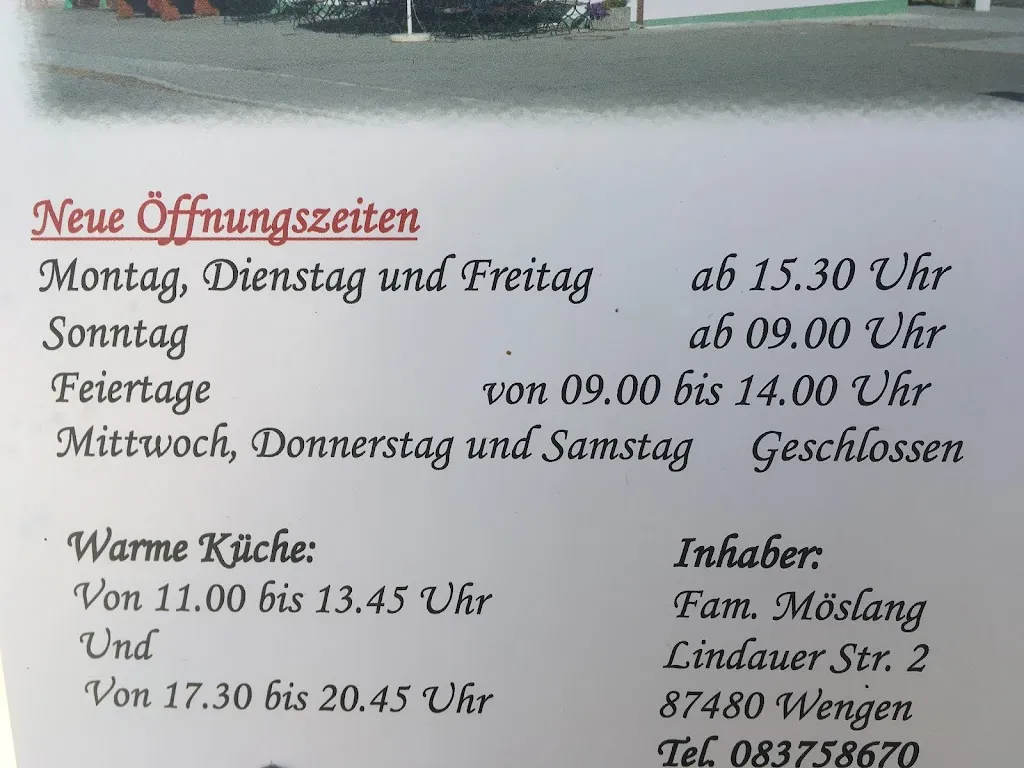 Neue Öffnungszeiten
Montag, Dienstag und Freitag ab 15.30 Uhr
Sonntag ab 09.00 Uhr
Feiertage von 09.00 bis 14.00 Uhr
Mittwoch, Donnerstag und Samstag Geschlossen
Warme Küche:
Von 11.00 bis 13.45 Uhr
Und
Von 17.30 bis 20.45 Uhr
Inhaber:
Fam. Möslang
Lindauer Str. 2
87480 Wengen
Tel. 083758670